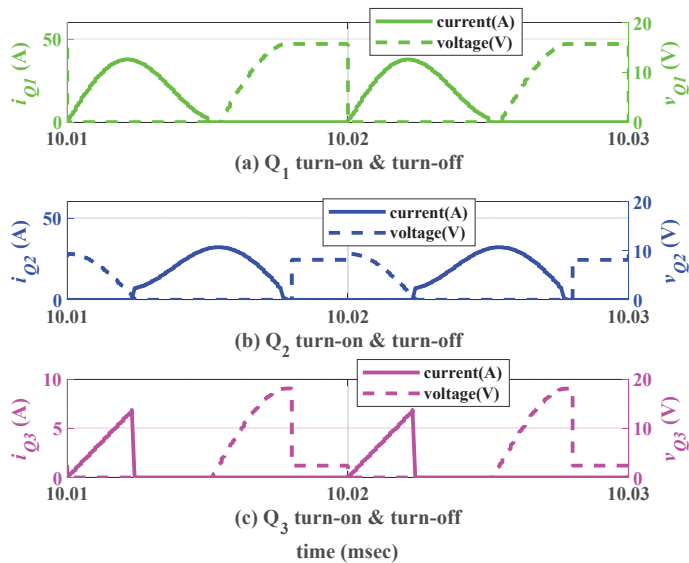 50
0
i_Q1 (A)
current(A)
voltage(V)
20
10
0
v_Q1 (V)
10.01
10.02
10.03
(a) Q1 turn-on & turn-off
50
0
i_Q2 (A)
current(A)
voltage(V)
20
10
0
v_Q2 (V)
10.01
10.02
10.03
(b) Q2 turn-on & turn-off
10
5
0
i_Q3 (A)
current(A)
voltage(V)
20
10
0
v_Q3 (V)
10.01
10.02
10.03
(c) Q3 turn-on & turn-off
time (msec)